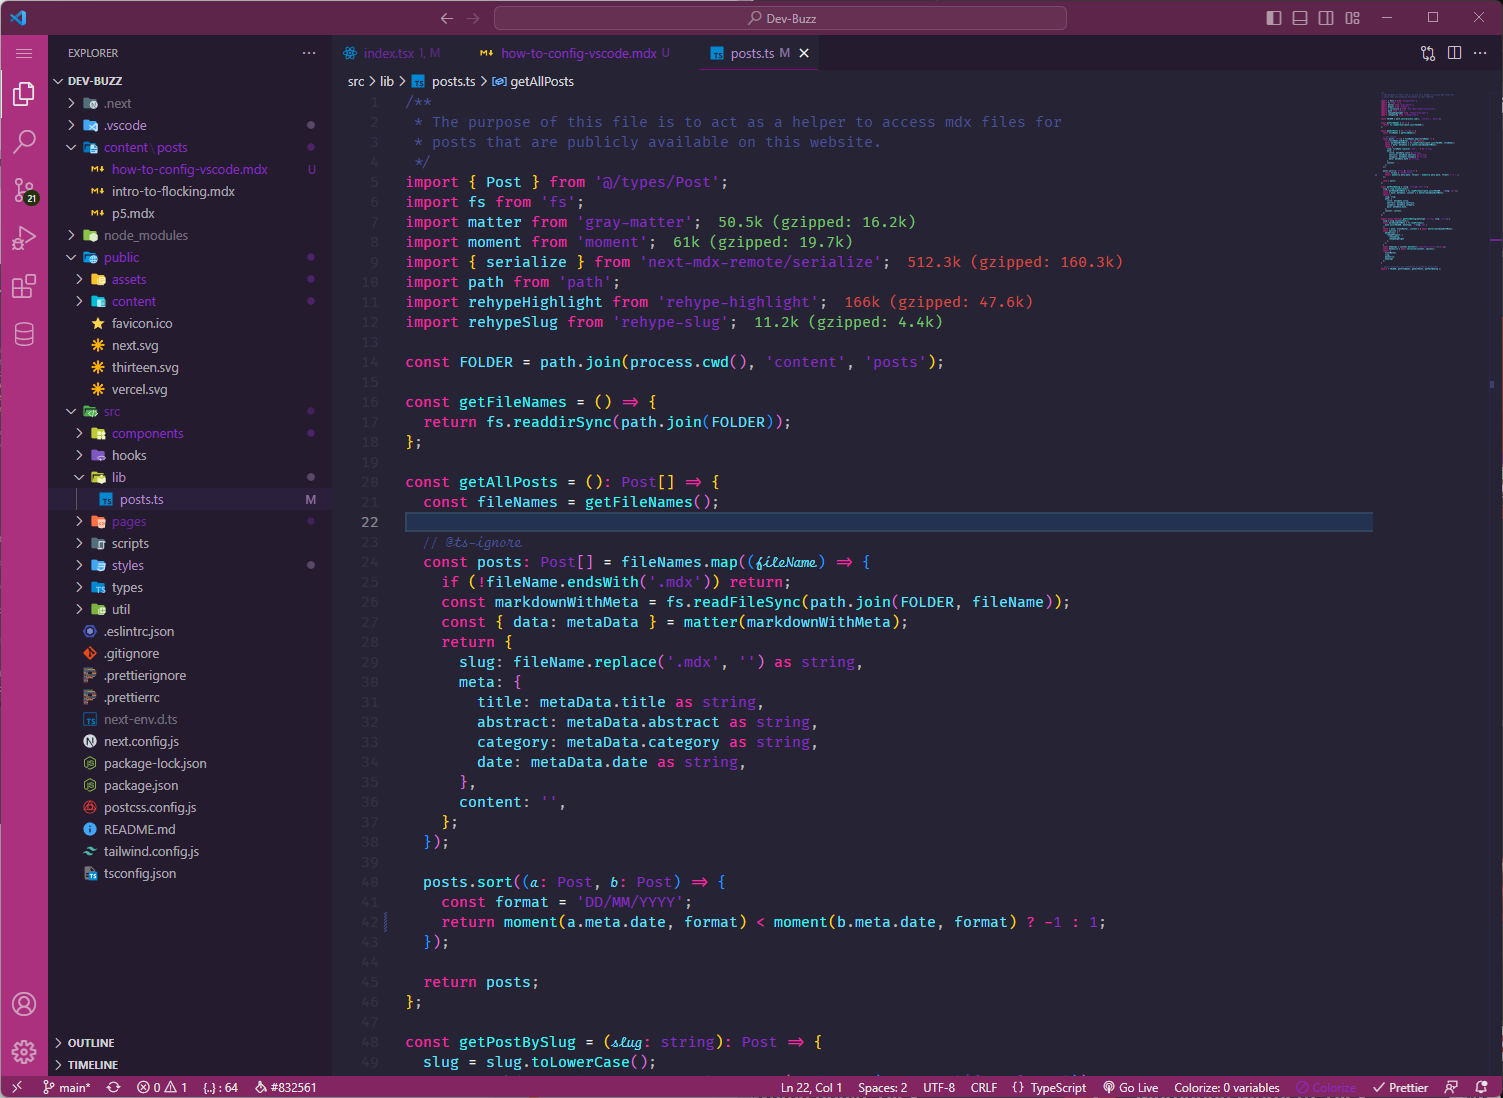 Dev-Buzz
EXPLORER
DEV-BUZZ
.next
.vscode
content\posts
how-to-config-vscode.mdx U
intro-to-flocking.mdx
p5.mdx
node_modules
public
assets
content
favicon.ico
next.svg
thirteen.svg
vercel.svg
src
components
hooks
lib
posts.ts M
pages
scripts
styles
types
util
.eslintrc.json
.gitignore
.prettierignore
.prettierrc
next-env.d.ts
next.config.js
package-lock.json
package.json
postcss.config.js
README.md
tailwind.config.js
tsconfig.json
OUTLINE
TIMELINE
21
index.tsx 1, M
how-to-config-vscode.mdx U
posts.ts M
src > lib > posts.ts > getAllPosts
1 /**
2 * The purpose of this file is to act as a helper to access mdx files for
3 * posts that are publicly available on this website.
4 */
5 import { Post } from '@/types/Post';
6 import fs from 'fs';
7 import matter from 'gray-matter'; 50.5k (gzipped: 16.2k)
8 import moment from 'moment'; 61k (gzipped: 19.7k)
9 import { serialize } from 'next-mdx-remote/serialize'; 512.3k (gzipped: 160.3k)
10 import path from 'path';
11 import rehypeHighlight from 'rehype-highlight'; 166k (gzipped: 47.6k)
12 import rehypeSlug from 'rehype-slug'; 11.2k (gzipped: 4.4k)
13
14 const FOLDER = path.join(process.cwd(), 'content', 'posts');
15
16 const getFileNames = () => {
17 return fs.readdirSync(path.join(FOLDER));
18 };
19
20 const getAllPosts = (): Post[] => {
21 const fileNames = getFileNames();
22
23 // @ts-ignore
24 const posts: Post[] = fileNames.map((fileName) => {
25 if (!fileName.endsWith('.mdx')) return;
26 const markdownWithMeta = fs.readFileSync(path.join(FOLDER, fileName));
27 const { data: metaData } = matter(markdownWithMeta);
28 return {
29 slug: fileName.replace('.mdx', '') as string,
30 meta: {
31 title: metaData.title as string,
32 abstract: metaData.abstract as string,
33 category: metaData.category as string,
34 date: metaData.date as string,
35 },
36 content: '',
37 };
38 });
39
40 posts.sort((a: Post, b: Post) => {
41 const format = 'DD/MM/YYYY';
42 return moment(a.meta.date, format) < moment(b.meta.date, format) ? -1 : 1;
43 });
44
45 return posts;
46 };
47
48 const getPostBySlug = (slug: string): Post => {
49 slug = slug.toLowerCase();
main* 0 1 {..} : 64 #832561 Ln 22, Col 1 Spaces: 2 UTF-8 CRLF {} TypeScript Go Live Colorize: 0 variables Colorize Prettier